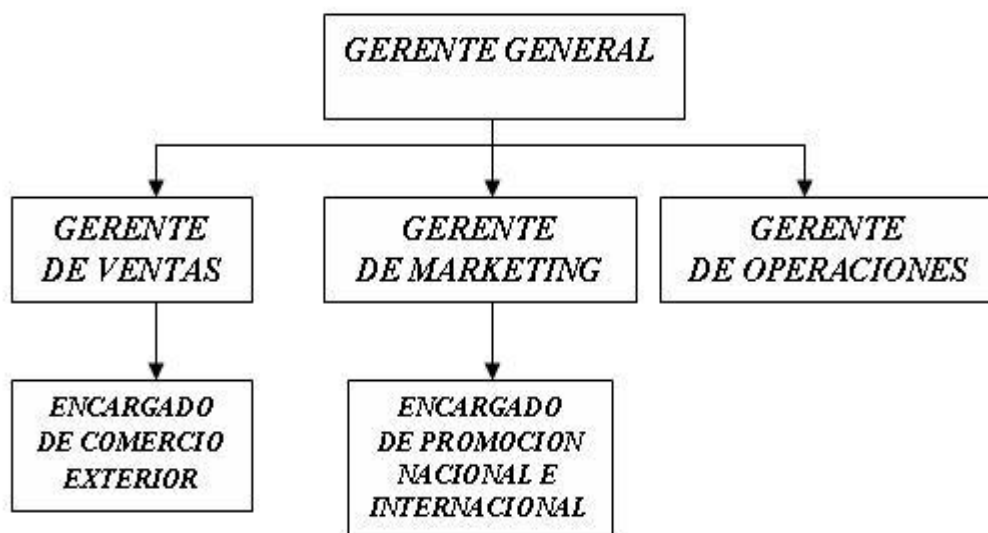 GERENTE GENERAL
GERENTE
DE VENTAS
GERENTE
DE MARKETING
GERENTE
DE OPERACIONES
ENCARGADO
DE COMERCIO
EXTERIOR
ENCARGADO
DE PROMOCION
NACIONAL E
INTERNACIONAL